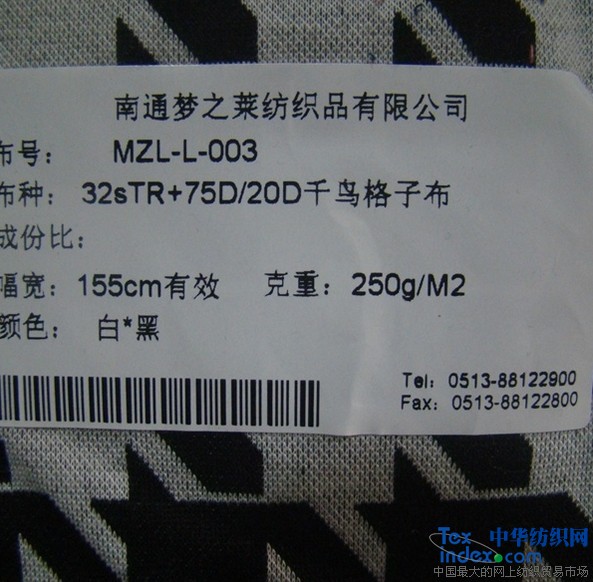 南通梦之莱纺织品有限公司
布号： MZL-L-003
布种： 32sTR+75D/20D千鸟格子布
成份比：
幅宽： 155cm有效 克重： 250g/M2
颜色： 白*黑
Tel: 0513-88122900
Fax: 0513-88122800
Tex 中华纺织网
index.com
中国最大的网上纺织贸易市场